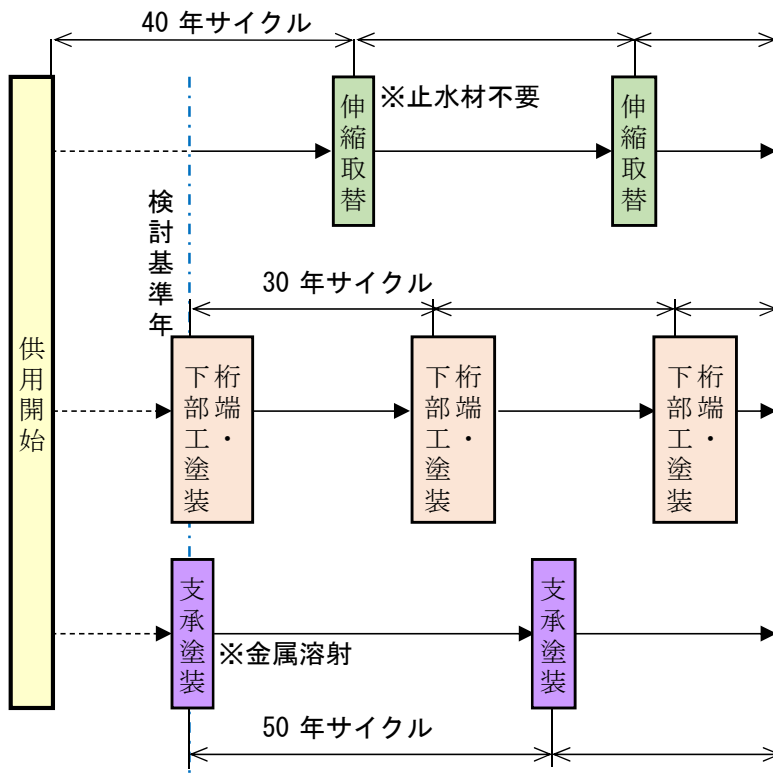 40 年サイクル
※止水材不要
伸縮取替
伸縮取替
検討基準年
30 年サイクル
供用開始
桁端・
下部工塗装
桁端・
下部工塗装
桁端・
下部工塗装
支承塗装
※金属溶射
支承塗装
50 年サイクル